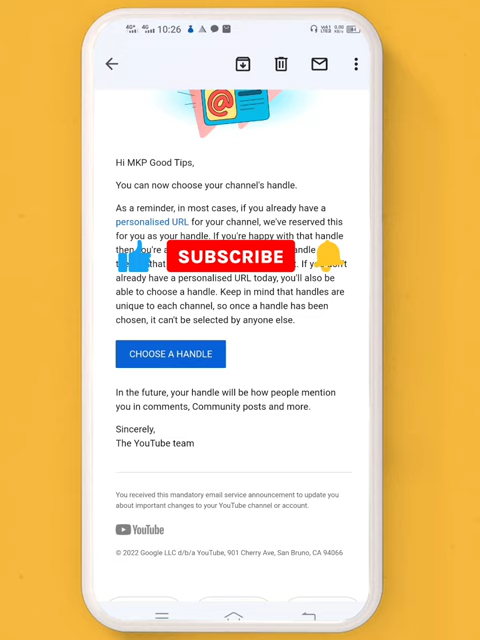 4G* 4G 10:26
Hi MKP Good Tips,
You can now choose your channel's handle.
As a reminder, in most cases, if you already have a
personalised URL for your channel, we've reserved this
for you as your handle. If you're happy with that handle
SUBSCRIBE
already have a personalised URL today, you'll also be
able to choose a handle. Keep in mind that handles are
unique to each channel, so once a handle has been
chosen, it can't be selected by anyone else.
CHOOSE A HANDLE
In the future, your handle will be how people mention
you in comments, Community posts and more.
Sincerely,
The YouTube team
You received this mandatory email service announcement to update you
about important changes to your YouTube channel or account.
YouTube
© 2022 Google LLC d/b/a YouTube, 901 Cherry Ave, San Bruno, CA 94066